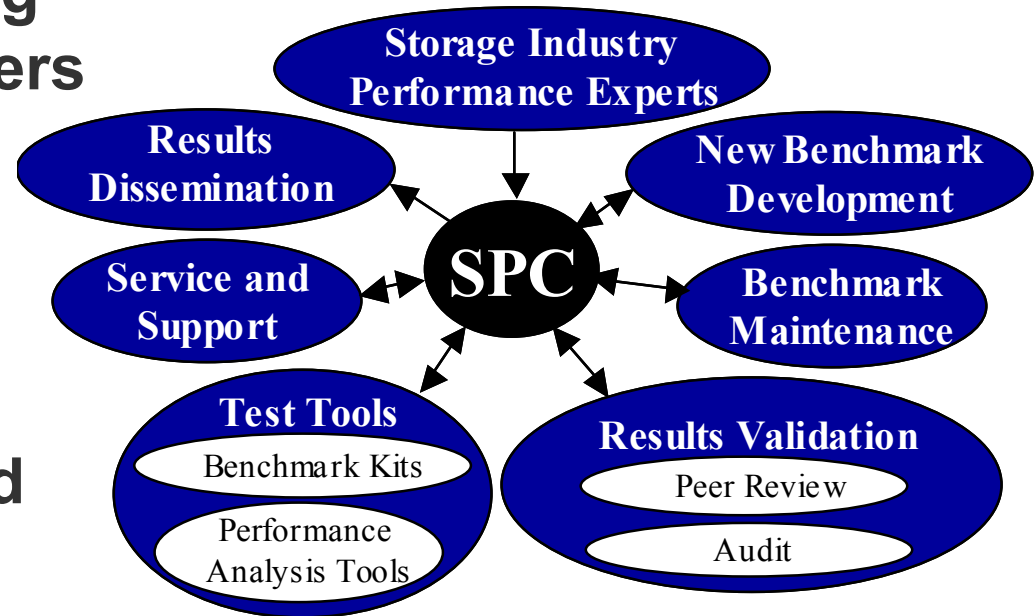 ers
Storage Industry
Performance Experts
Results
Dissemination
New Benchmark
Development
SPC
Service and
Support
Benchmark
Maintenance
Test Tools
Benchmark Kits
Performance
Analysis Tools
Results Validation
Peer Review
Audit
d